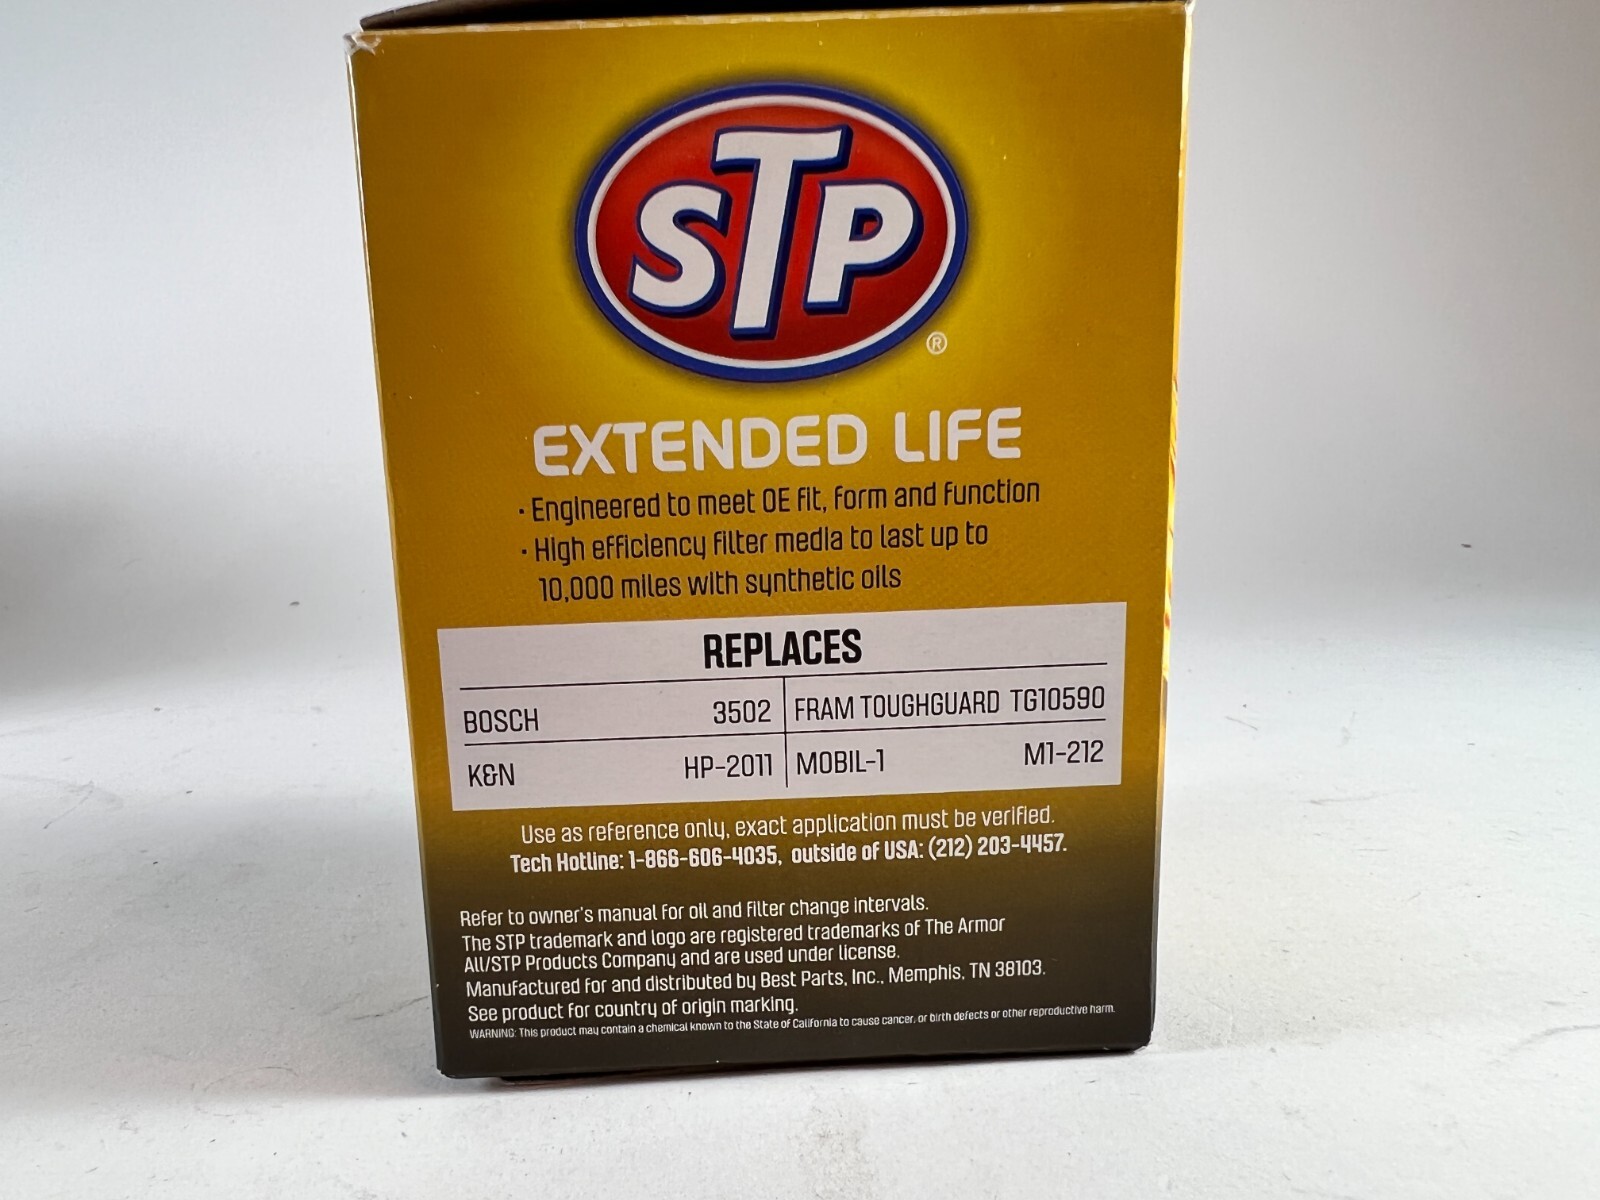 STP
®
EXTENDED LIFE
· Engineered to meet OE fit, form and function
· High efficiency filter media to last up to
10,000 miles with synthetic oils
REPLACES
BOSCH 3502 FRAM TOUGHGUARD TG10590
K&N HP-2011 MOBIL-1 M1-212
Use as reference only, exact application must be verified.
Tech Hotline: 1-866-606-4035, outside of USA: (212) 203-4457.
Refer to owner's manual for oil and filter change intervals.
The STP trademark and logo are registered trademarks of The Armor
All/STP Products Company and are used under license.
Manufactured for and distributed by Best Parts, Inc., Memphis, TN 38103.
See product for country of origin marking.
WARNING: This product may contain a chemical known to the State of California to cause cancer, or birth defects or other reproductive harm.